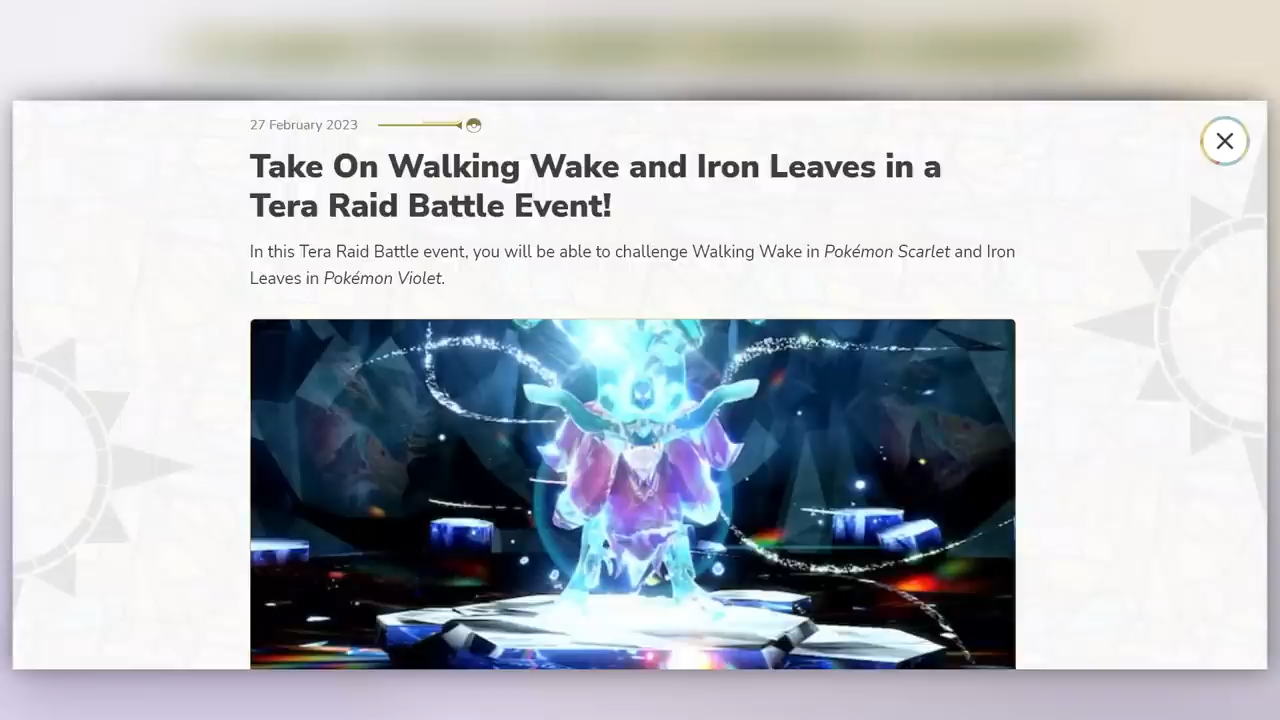 27 February 2023
Take On Walking Wake and Iron Leaves in a
Tera Raid Battle Event!
In this Tera Raid Battle event, you will be able to challenge Walking Wake in Pokémon Scarlet and Iron
Leaves in Pokémon Violet.